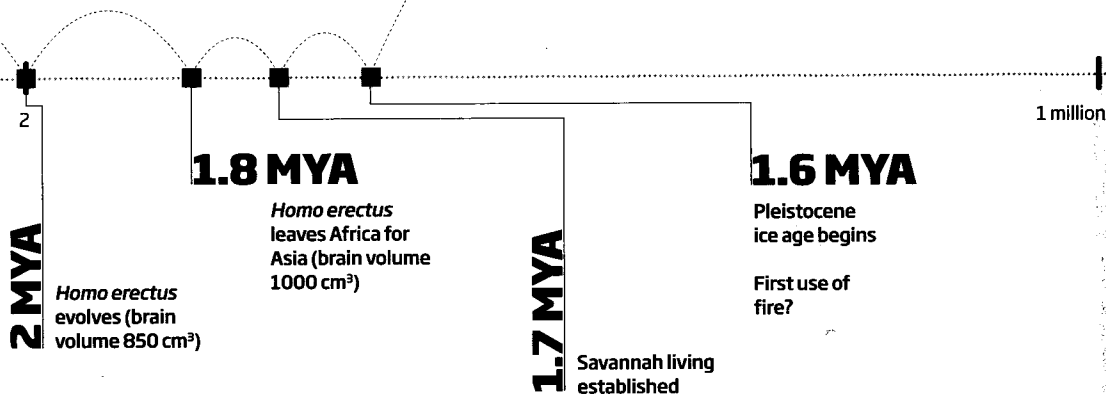 2
1 million
2 MYA
Homo erectus
evolves (brain
volume 850 cm³)
1.8 MYA
Homo erectus
leaves Africa for
Asia (brain volume
1000 cm³)
1.7 MYA
Savannah living
established
1.6 MYA
Pleistocene
ice age begins
First use of
fire?